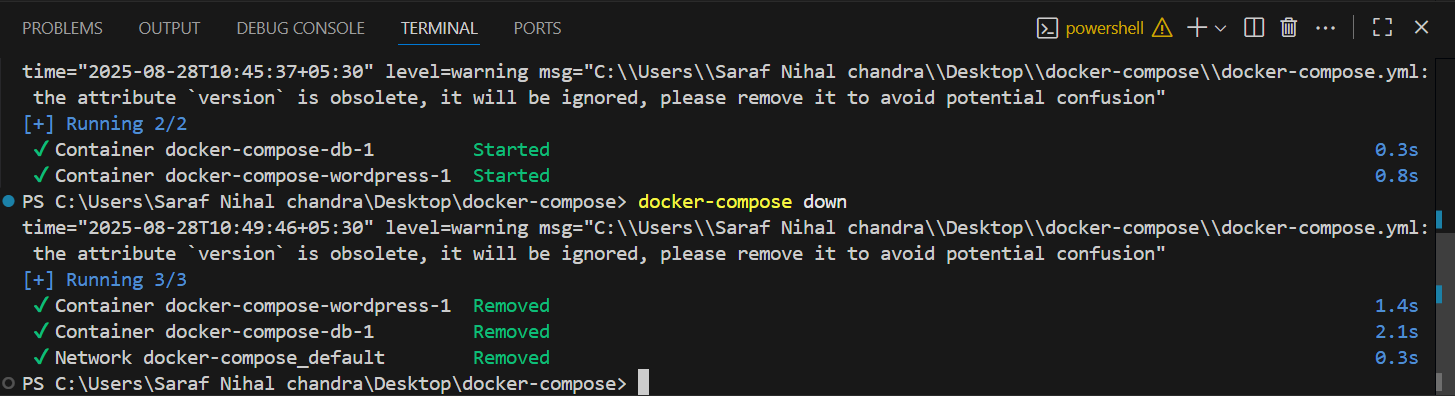 PROBLEMS OUTPUT DEBUG CONSOLE TERMINAL PORTS powershell
time="2025-08-28T10:45:37+05:30" level=warning msg="C:\\Users\\Saraf Nihal chandra\\Desktop\\docker-compose\\docker-compose.yml:
the attribute `version` is obsolete, it will be ignored, please remove it to avoid potential confusion"
[+] Running 2/2
✓ Container docker-compose-db-1 Started 0.3s
✓ Container docker-compose-wordpress-1 Started 0.8s
PS C:\Users\Saraf Nihal chandra\Desktop\docker-compose> docker-compose down
time="2025-08-28T10:49:46+05:30" level=warning msg="C:\\Users\\Saraf Nihal chandra\\Desktop\\docker-compose\\docker-compose.yml:
the attribute `version` is obsolete, it will be ignored, please remove it to avoid potential confusion"
[+] Running 3/3
✓ Container docker-compose-wordpress-1 Removed 1.4s
✓ Container docker-compose-db-1 Removed 2.1s
✓ Network docker-compose_default Removed 0.3s
PS C:\Users\Saraf Nihal chandra\Desktop\docker-compose>